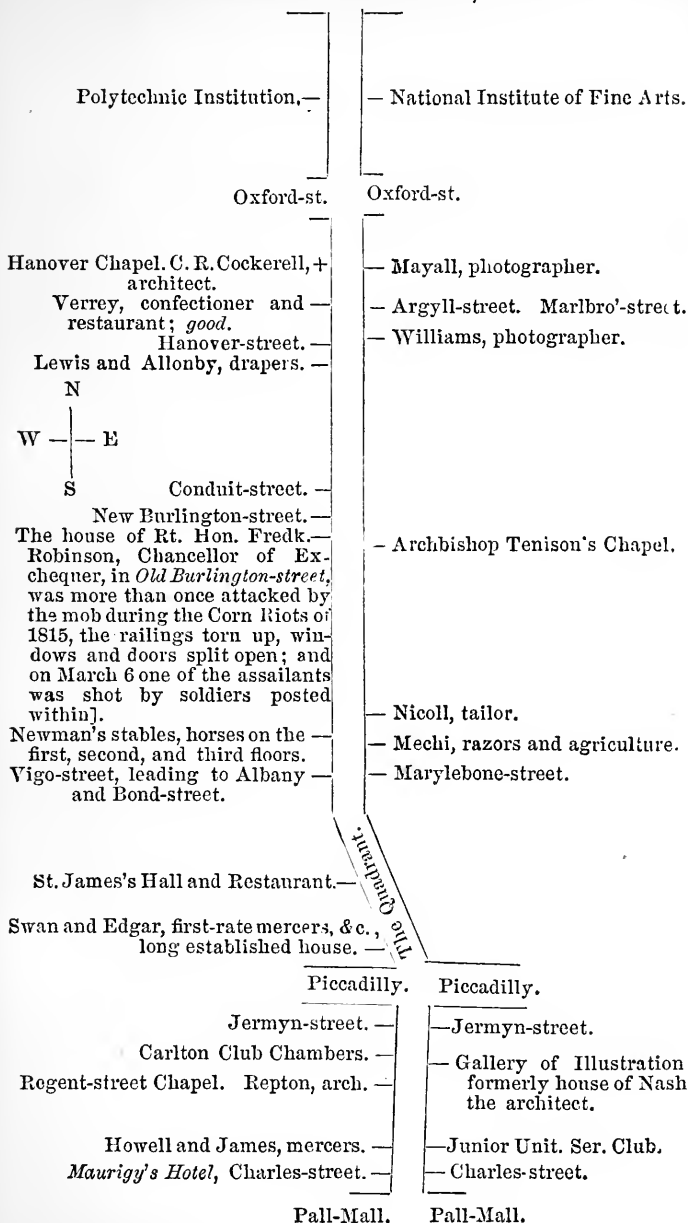 Polytechnic Institution.— — National Institute of Fine Arts.
Oxford-st. Oxford-st.
Hanover Chapel. C. R. Cockerell, +
architect.
— Mayall, photographer.
Verrey, confectioner and —
restaurant; good.
— Argyll-street. Marlbro'-street.
Hanover-street. —
— Williams, photographer.
Lewis and Allonby, drapers. —
N
W — — E
S
Conduit-street. —
New Burlington-street. —
The house of Rt. Hon. Fredk.—
Robinson, Chancellor of Ex-
chequer, in Old Burlington-street,
was more than once attacked by
the mob during the Corn Riots of
1815, the railings torn up, win-
dows and doors split open; and
on March 6 one of the assailants
was shot by soldiers posted
within].
— Archbishop Tenison's Chapel.
Newman's stables, horses on the —
first, second, and third floors.
Vigo-street, leading to Albany —
and Bond-street.
— Nicoll, tailor.
— Mechi, razors and agriculture.
— Marylebone-street.
The Quadrant.
St. James's Hall and Restaurant.—
Swan and Edgar, first-rate mercers, &c.,
long established house. —
Piccadilly. Piccadilly.
Jermyn-street. — —Jermyn-street.
Carlton Club Chambers. —
— Gallery of Illustration
formerly house of Nash
the architect.
Regent-street Chapel. Repton, arch. —
Howell and James, mercers. — —Junior Unit. Ser. Club.
Maurigy's Hotel, Charles-street. — — Charles-street.
Pall-Mall. Pall-Mall.